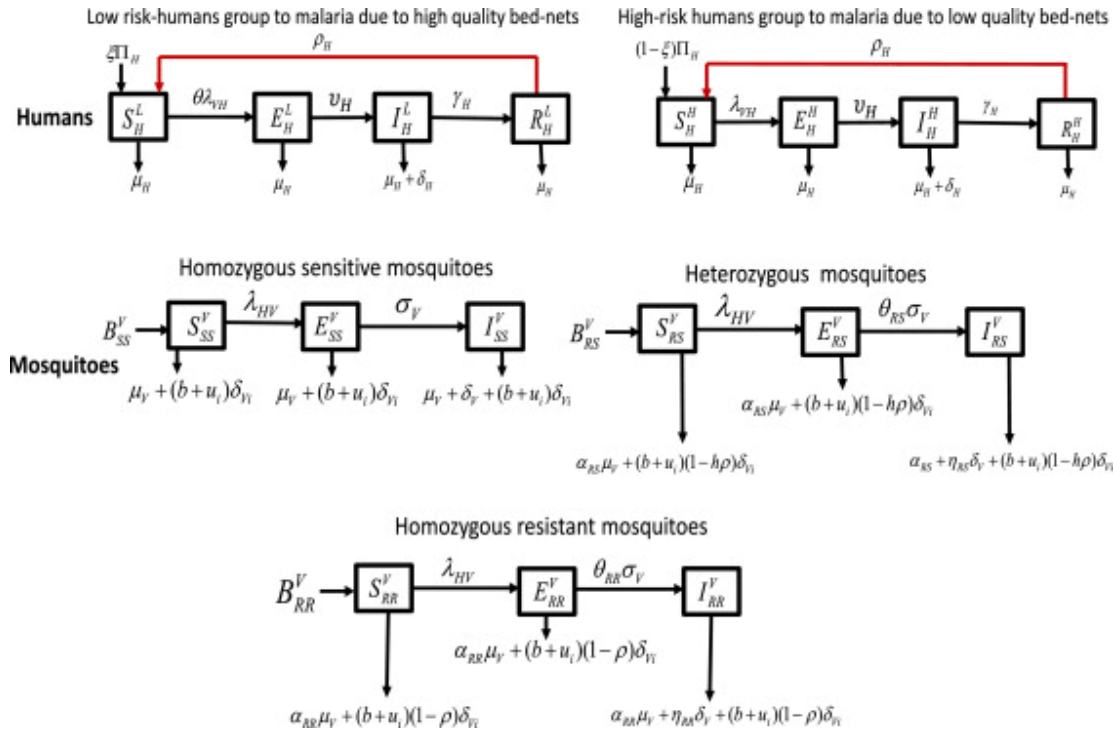 Low risk-humans group to malaria due to high quality bed-nets
High-risk humans group to malaria due to low quality bed-nets
ξΠ_H
ρ_H
(1−ξ)Π_H
ρ_H
Humans
S_H^L
θλ_VH
E_H^L
υ_H
I_H^L
γ_H
R_H^L
S_H^H
λ_VH
E_H^H
υ_H
I_H^H
γ_H
R_H^H
μ_H
μ_H
μ_H + δ_H
μ_H
μ_H
μ_H
μ_H + δ_H
μ_H
Homozygous sensitive mosquitoes
Heterozygous mosquitoes
B_SS^V
S_SS^V
λ_HV
E_SS^V
σ_V
I_SS^V
B_RS^V
S_RS^V
λ_HV
E_RS^V
θ_RS σ_V
I_RS^V
Mosquitoes
μ_V + (b+u_i)δ_Vi
μ_V + (b+u_i)δ_Vi
μ_V + δ_V + (b+u_i)δ_Vi
α_RS μ_V + (b+u_i)(1−hρ)δ_Vi
α_RS μ_V + (b+u_i)(1−hρ)δ_Vi
α_RS + η_RS δ_V + (b+u_i)(1−hρ)δ_Vi
Homozygous resistant mosquitoes
B_RR^V
S_RR^V
λ_HV
E_RR^V
θ_RR σ_V
I_RR^V
α_RR μ_V + (b+u_i)(1−ρ)δ_Vi
α_RR μ_V + (b+u_i)(1−ρ)δ_Vi
α_RR μ_V + η_RR δ_V + (b+u_i)(1−ρ)δ_Vi